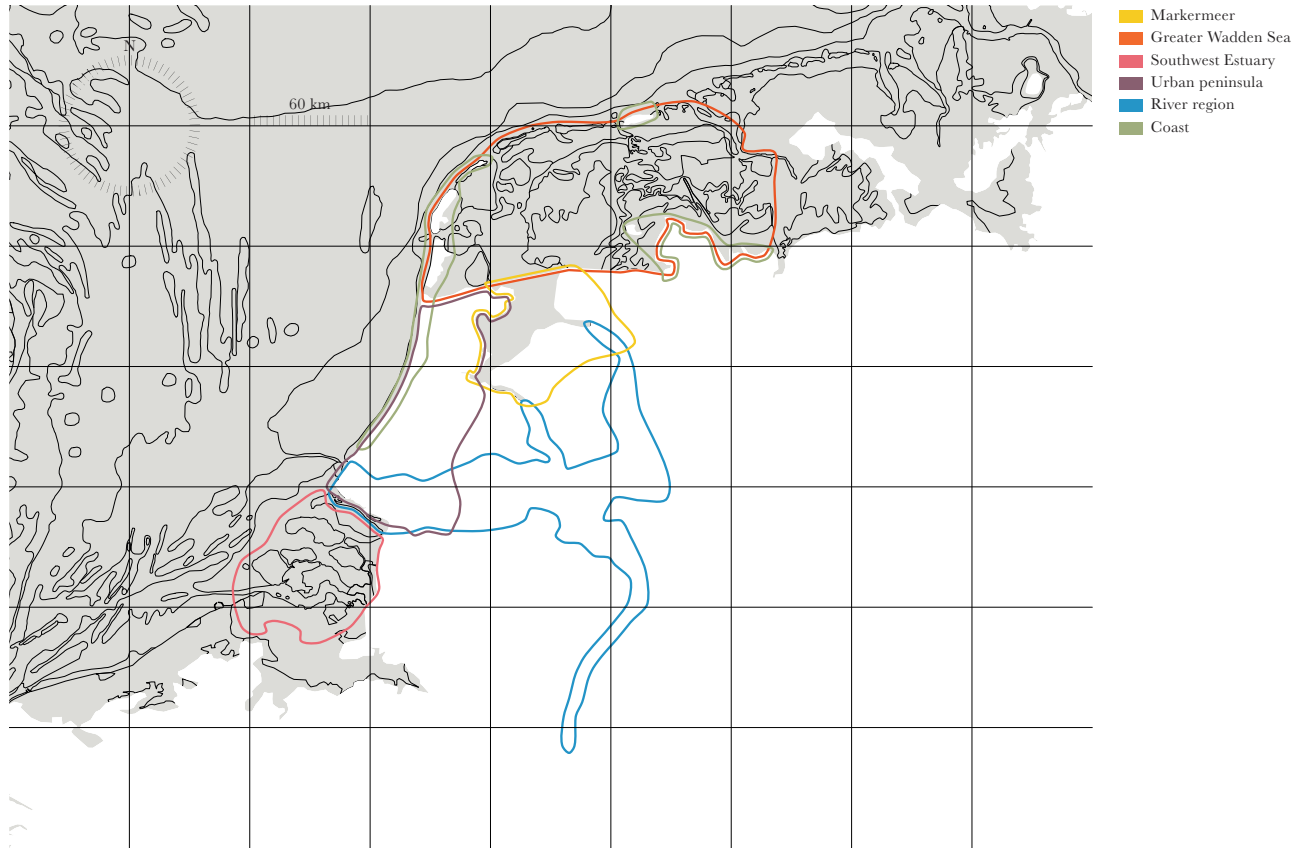 N
60 km
Markermeer
Greater Wadden Sea
Southwest Estuary
Urban peninsula
River region
Coast